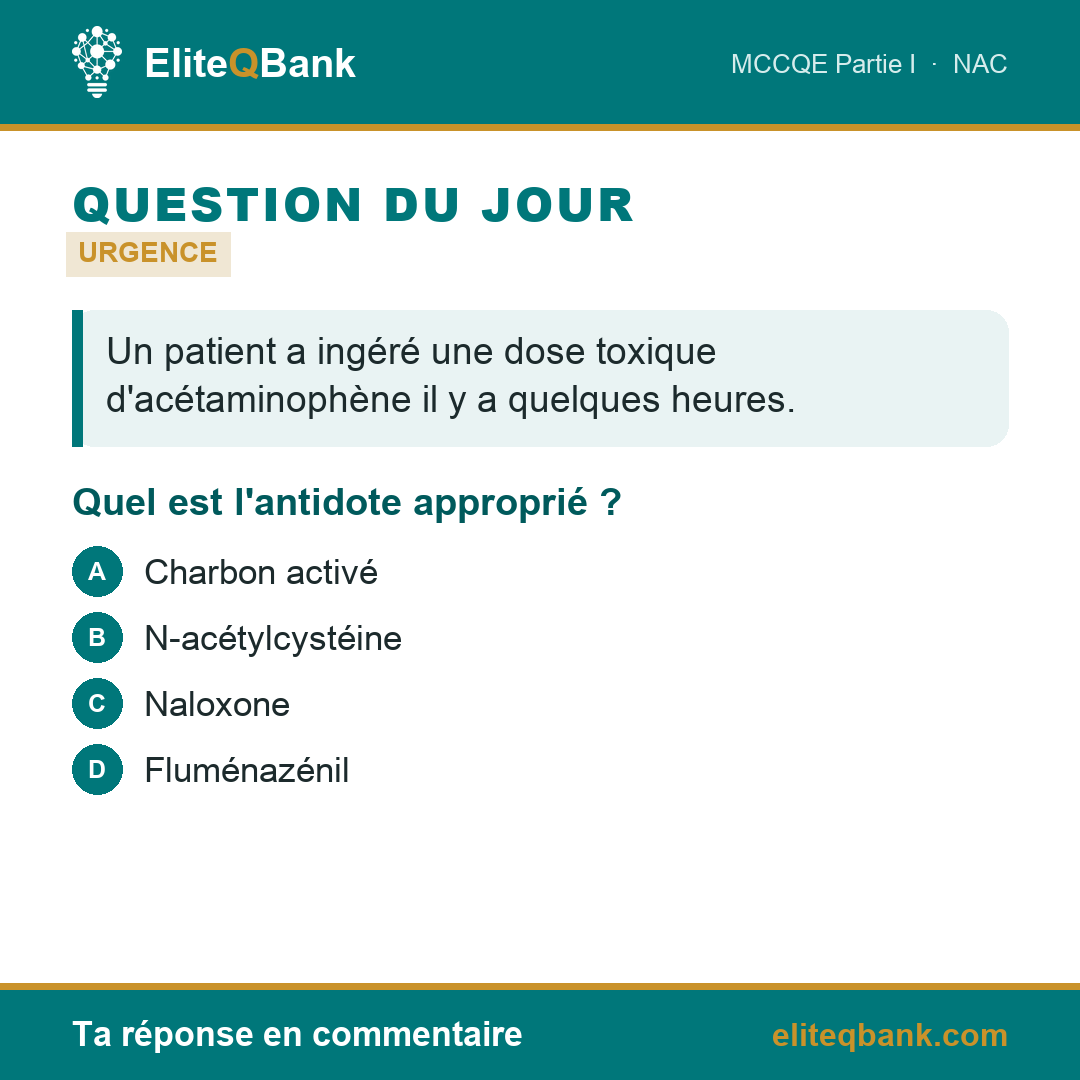 EliteQBank
MCCQE Partie I · NAC
QUESTION DU JOUR
URGENCE
Un patient a ingéré une dose toxique
d'acétaminophène il y a quelques heures.
Quel est l'antidote approprié ?
A Charbon activé
B N-acétylcystéine
C Naloxone
D Fluménazénil
Ta réponse en commentaire
eliteqbank.com